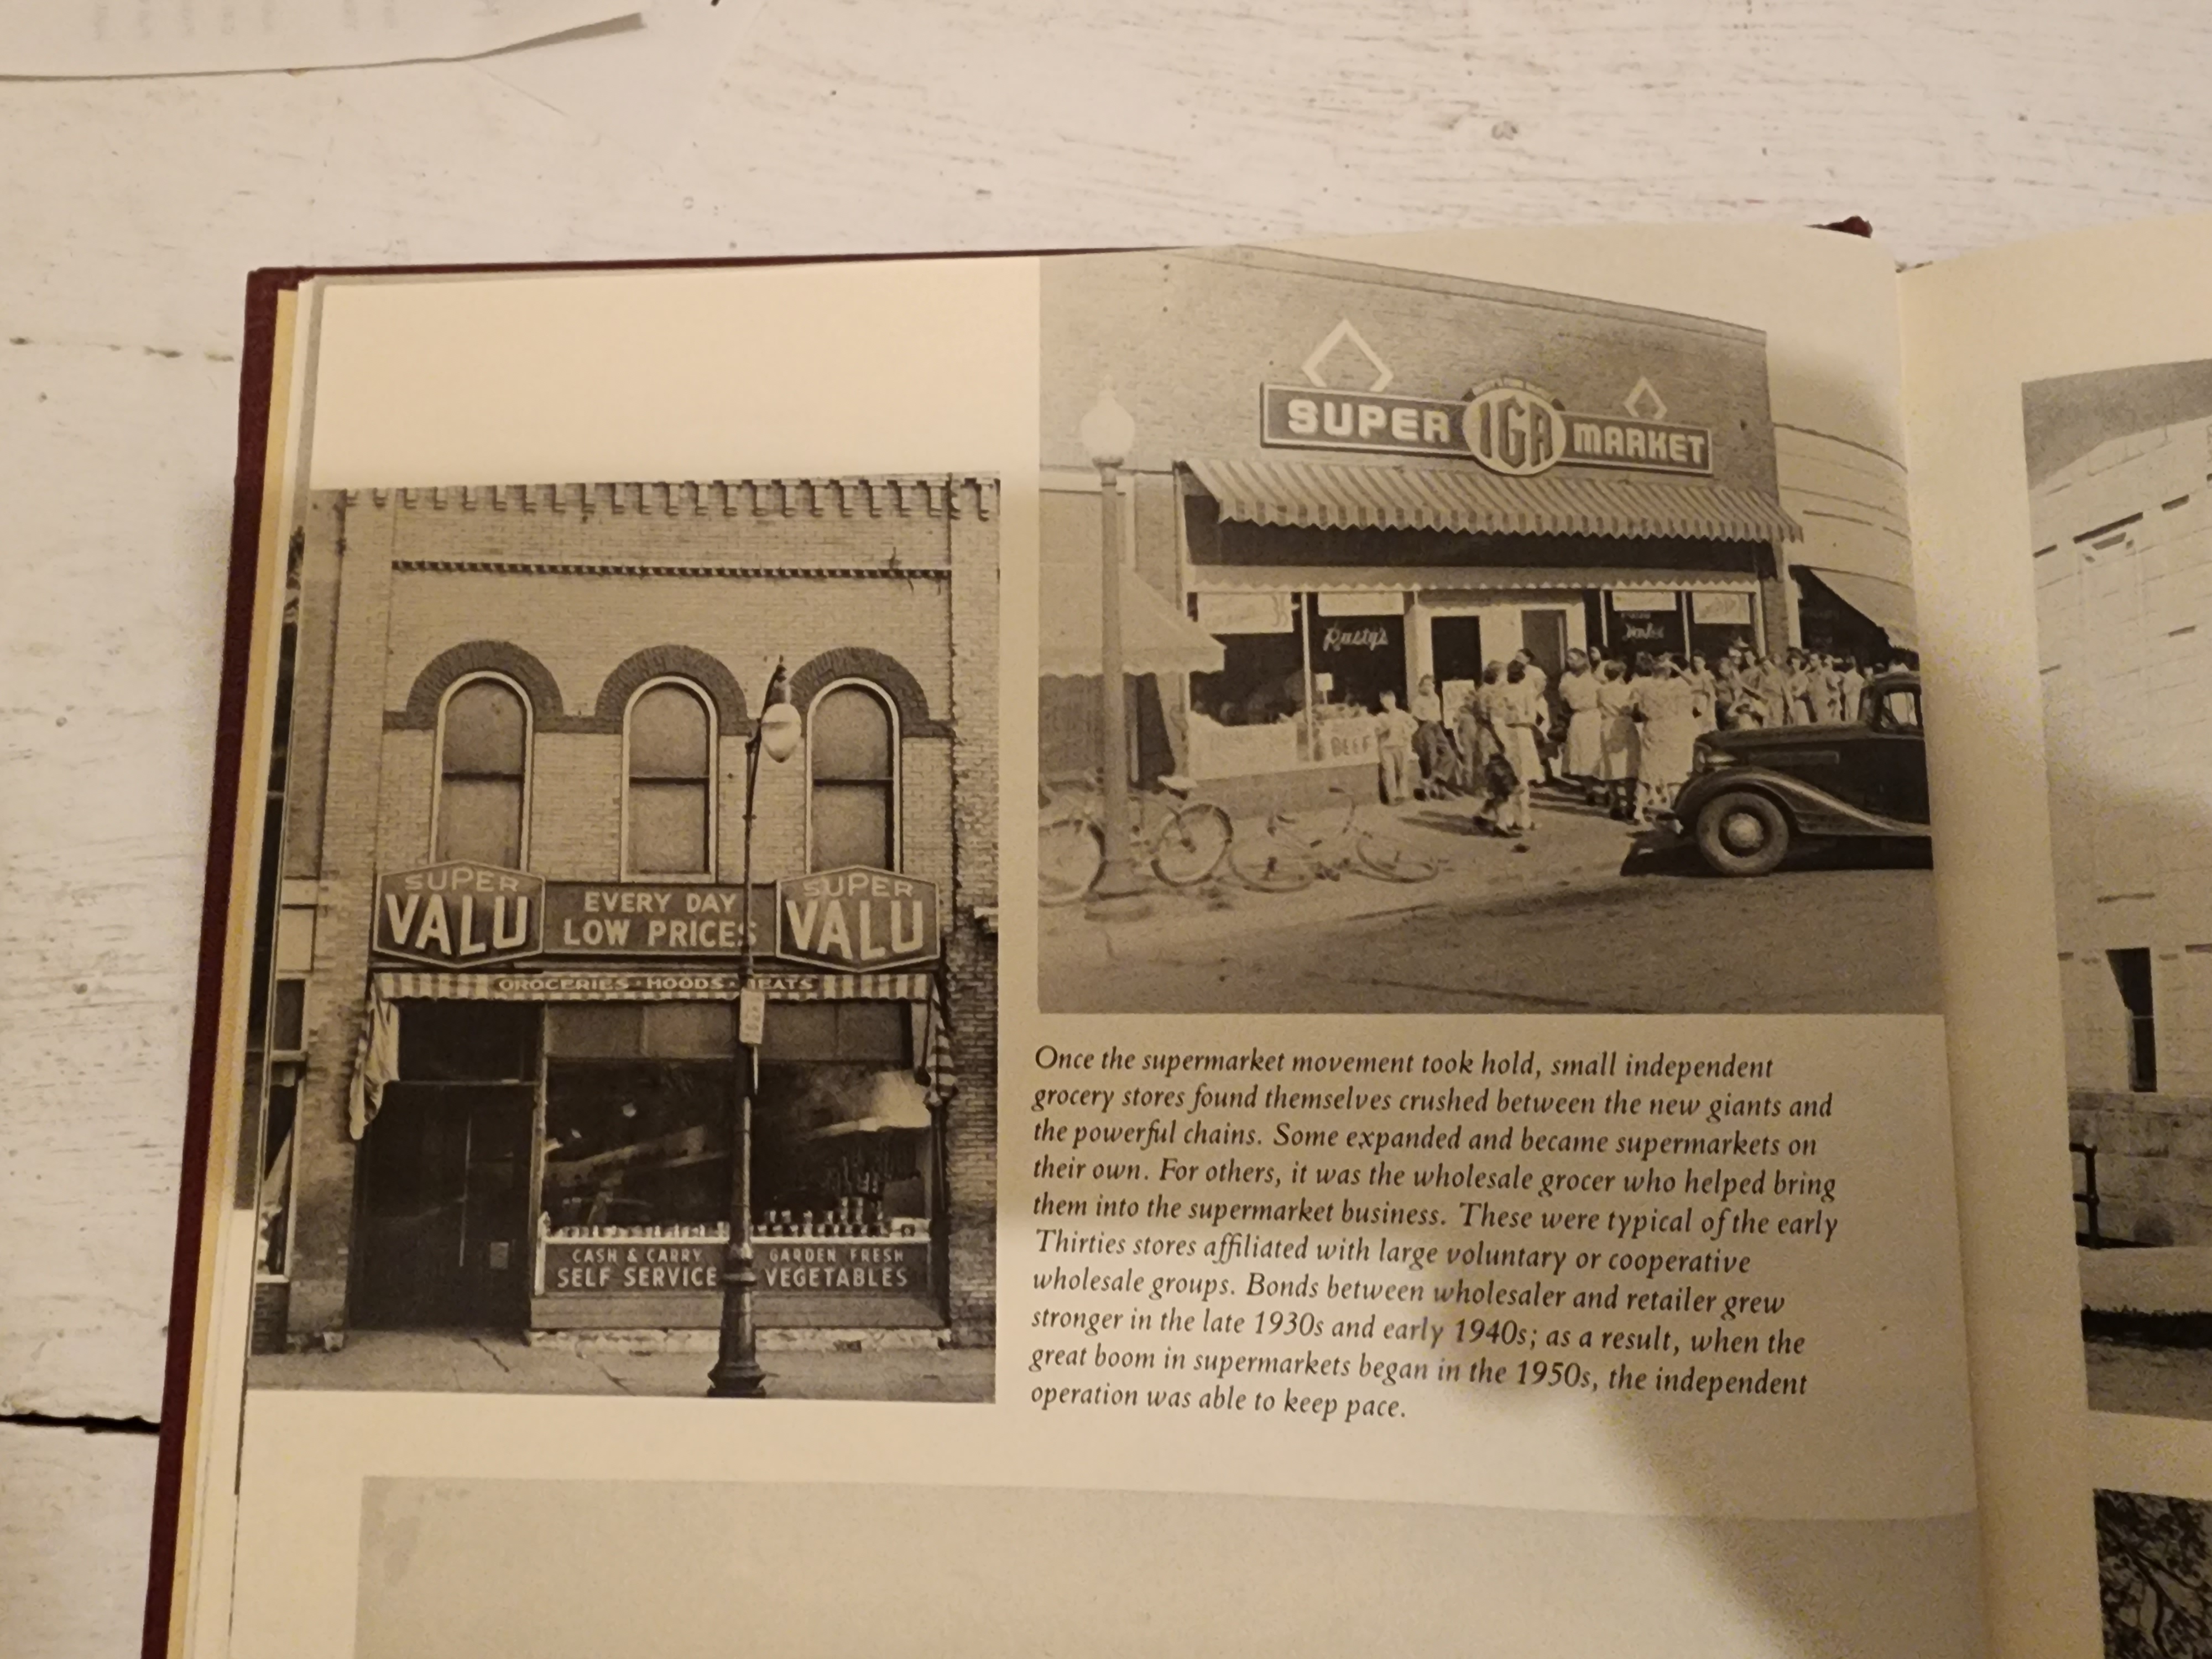 SUPER IGA MARKET
Rusty's
BEEF
SUPER VALU
EVERY DAY
LOW PRICES
SUPER VALU
GROCERIES • HOODS • MEATS
CASH & CARRY
SELF SERVICE
GARDEN FRESH
VEGETABLES
Once the supermarket movement took hold, small independent
grocery stores found themselves crushed between the new giants and
the powerful chains. Some expanded and became supermarkets on
their own. For others, it was the wholesale grocer who helped bring
them into the supermarket business. These were typical of the early
Thirties stores affiliated with large voluntary or cooperative
wholesale groups. Bonds between wholesaler and retailer grew
stronger in the late 1930s and early 1940s; as a result, when the
great boom in supermarkets began in the 1950s, the independent
operation was able to keep pace.